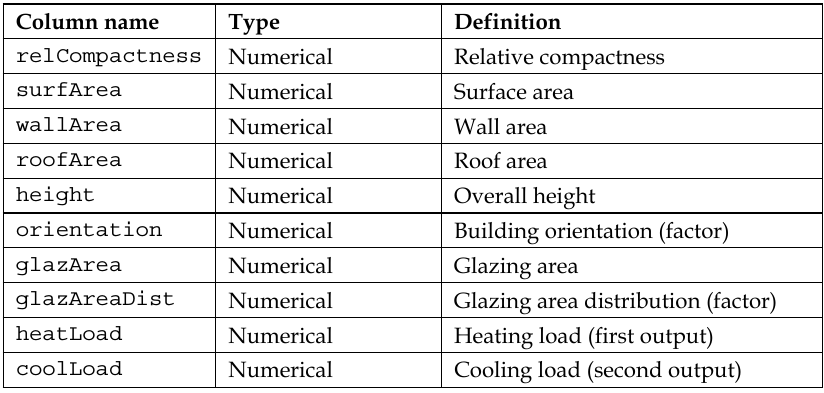 Column name Type Definition
relCompactness Numerical Relative compactness
surfArea Numerical Surface area
wallArea Numerical Wall area
roofArea Numerical Roof area
height Numerical Overall height
orientation Numerical Building orientation (factor)
glazArea Numerical Glazing area
glazAreaDist Numerical Glazing area distribution (factor)
heatLoad Numerical Heating load (first output)
coolLoad Numerical Cooling load (second output)